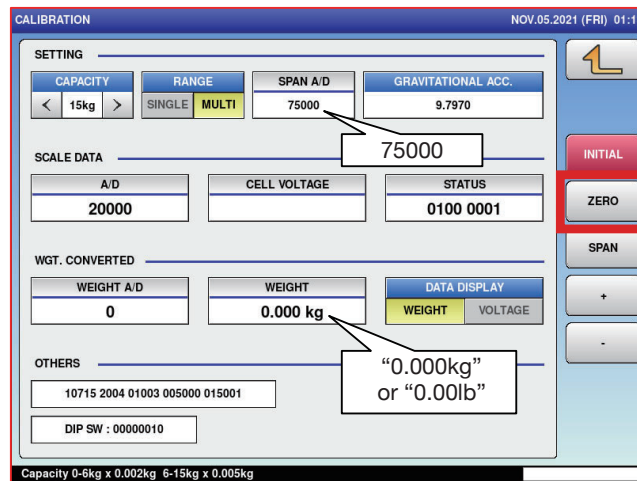 CALIBRATION NOV.05.2021 (FRI) 01:1
SETTING
CAPACITY RANGE SPAN A/D GRAVITATIONAL ACC.
< 15kg > SINGLE MULTI 75000 9.7970
75000
INITIAL
SCALE DATA
A/D CELL VOLTAGE STATUS
20000 0100 0001
ZERO
SPAN
WGT. CONVERTED
WEIGHT A/D WEIGHT DATA DISPLAY
0 0.000 kg WEIGHT VOLTAGE
+
-
“0.000kg”
or “0.00lb”
OTHERS
10715 2004 01003 005000 015001
DIP SW : 00000010
Capacity 0-6kg x 0.002kg 6-15kg x 0.005kg